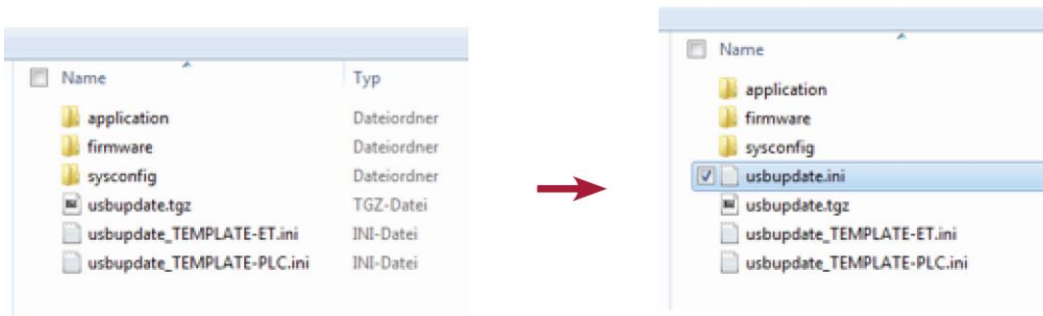 Name Typ
application Dateiordner
firmware Dateiordner
sysconfig Dateiordner
usbupdate.tgz TGZ-Datei
usbupdate_TEMPLATE-ET.ini INI-Datei
usbupdate_TEMPLATE-PLC.ini INI-Datei
Name
application
firmware
sysconfig
usbupdate.ini
usbupdate.tgz
usbupdate_TEMPLATE-ET.ini
usbupdate_TEMPLATE-PLC.ini